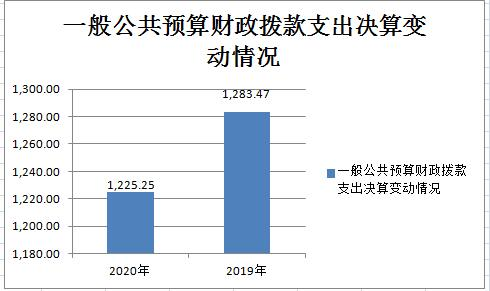 一般公共预算财政拨款支出决算变
动情况
1,300.00
1,280.00
1,260.00
1,240.00
1,220.00
1,200.00
1,180.00
1,225.25
1,283.47
2020年
2019年
一般公共预算财政拨款
支出决算变动情况